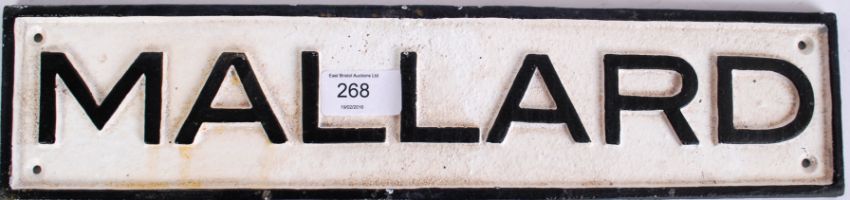 MALLARD
East Bristol Auctions Ltd
268
19/02/2016